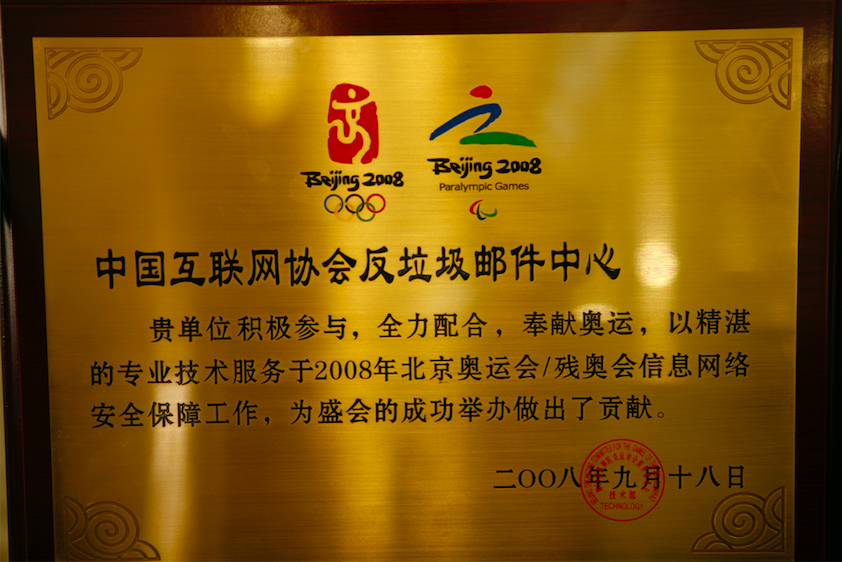 Beijing 2008
Beijing 2008
Paralympic Games
中国互联网协会反垃圾邮件中心
贵单位积极参与，全力配合，奉献奥运，以精湛
的专业技术服务于2008年北京奥运会/残奥会信息网络
安全保障工作，为盛会的成功举办做出了贡献。
二〇〇八年九月十八日
技术部
TECHNOLOGY